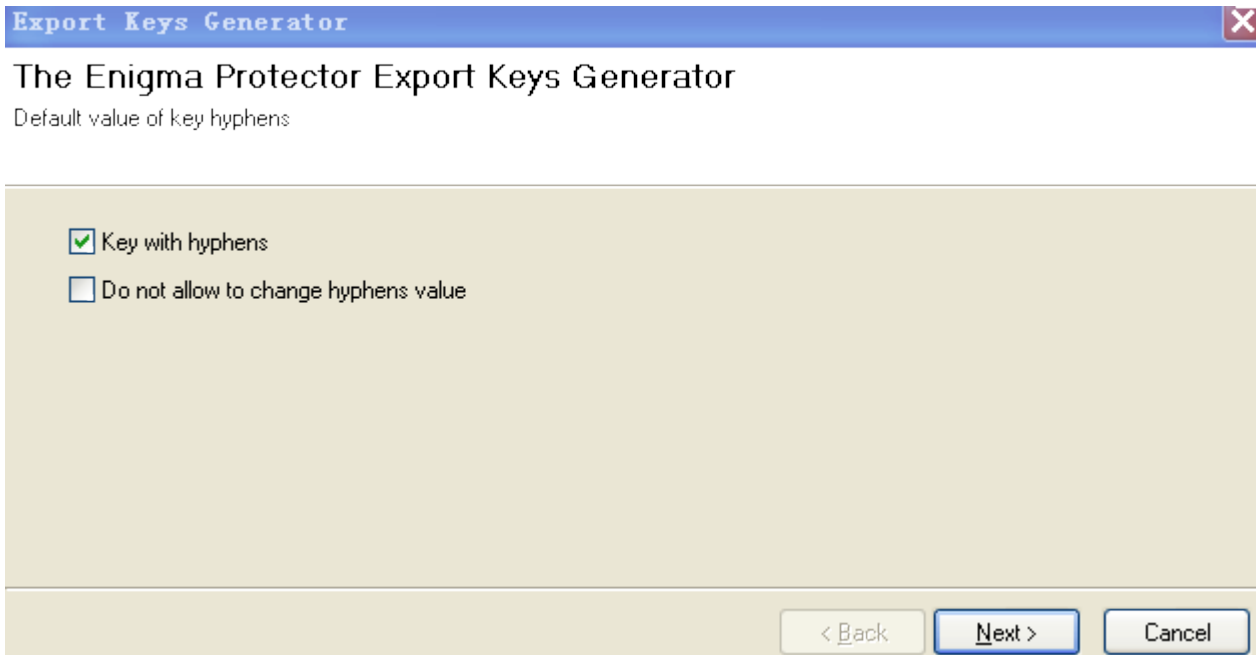 Export Keys Generator
The Enigma Protector Export Keys Generator
Default value of key hyphens
Key with hyphens
Do not allow to change hyphens value
< Back
Next >
Cancel